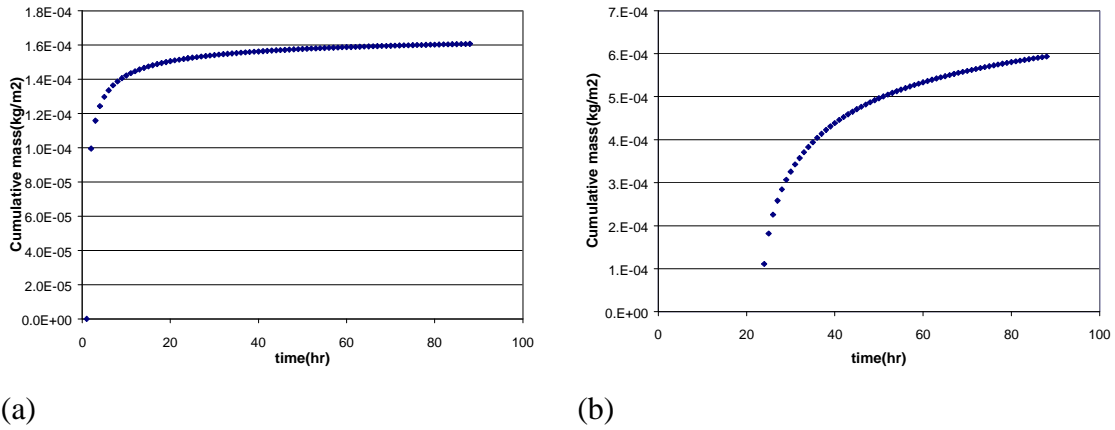 1.8E-04
1.6E-04
1.4E-04
1.2E-04
1.0E-04
8.0E-05
6.0E-05
4.0E-05
2.0E-05
0.0E+00
Cumulative mass(kg/m2)
0 20 40 60 80 100
time(hr)
(a)
7.E-04
6.E-04
5.E-04
4.E-04
3.E-04
2.E-04
1.E-04
0.E+00
Cumulative mass(kg/m2)
0 20 40 60 80 100
time(hr)
(b)